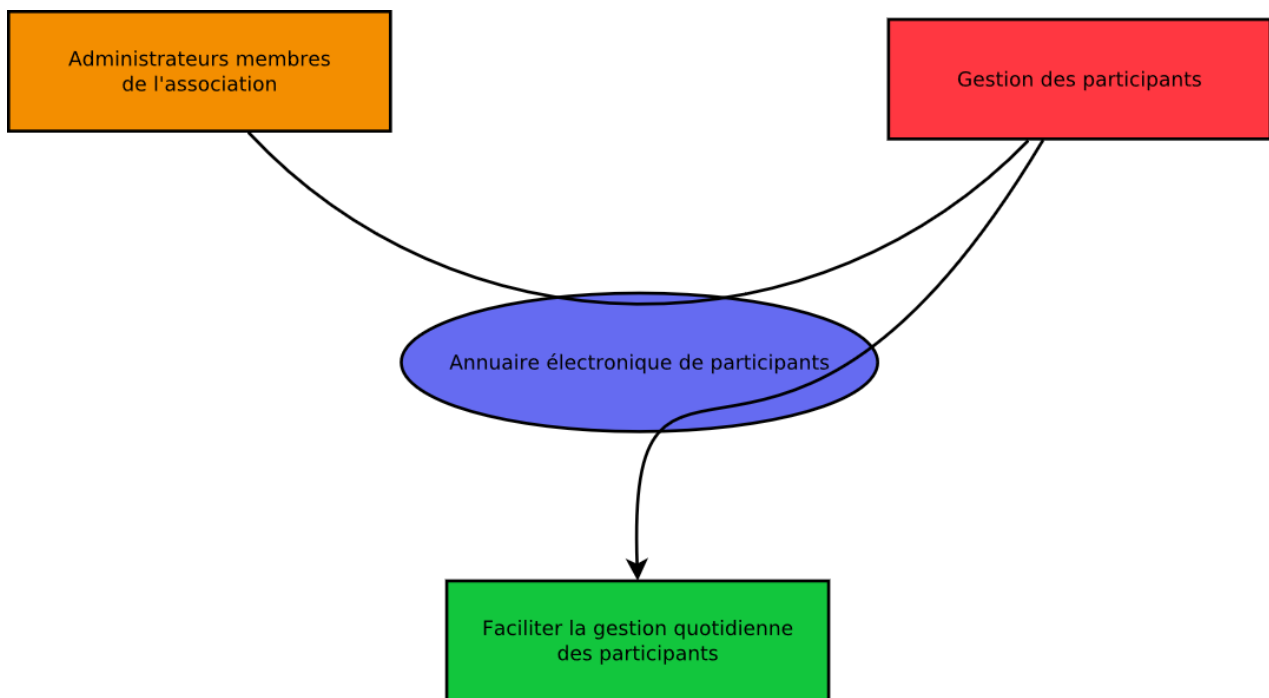 Administrateurs membres
de l'association
Gestion des participants
Annuaire électronique de participants
Faciliter la gestion quotidienne
des participants